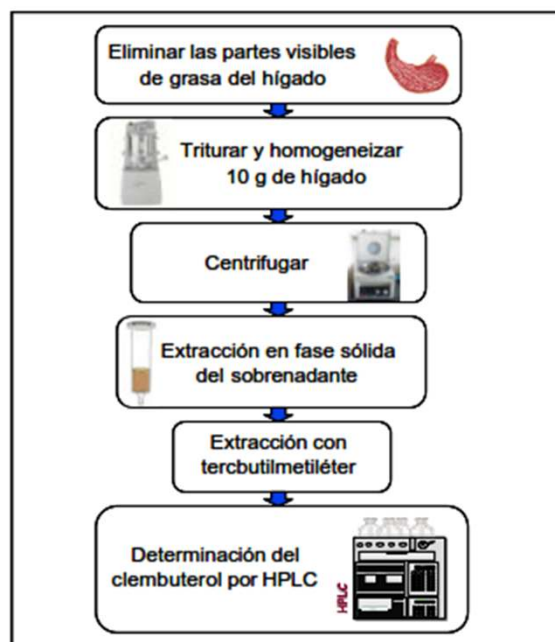 Eliminar las partes visibles
de grasa del hígado
Triturar y homogeneizar
10 g de hígado
Centrifugar
Extracción en fase sólida
del sobrenadante
Extracción con
tercbutilmetiléter
Determinación del
clembuterol por HPLC
HPLC